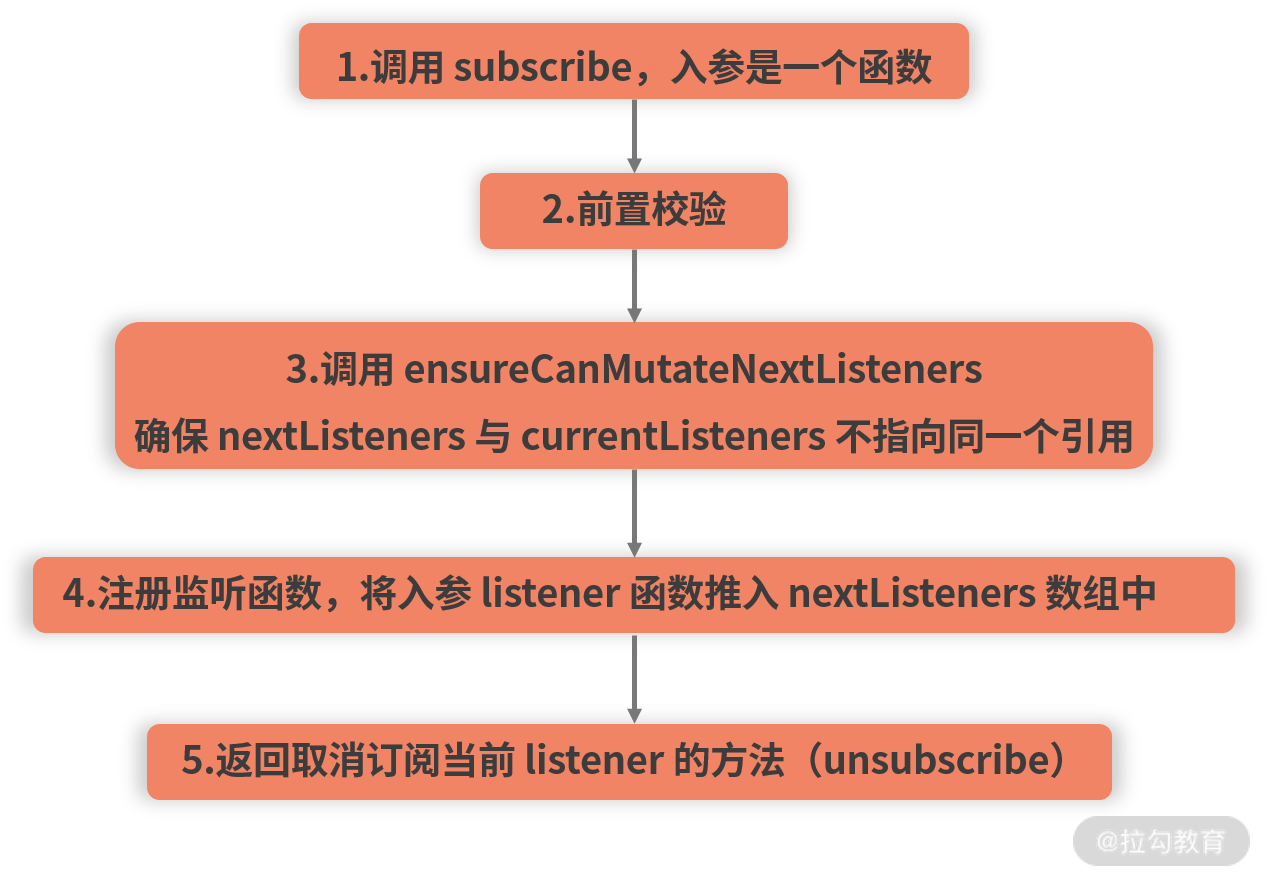 1.调用 subscribe，入参是一个函数
2.前置校验
3.调用 ensureCanMutateNextListeners
确保 nextListeners 与 currentListeners 不指向同一个引用
4.注册监听函数，将入参 listener 函数推入 nextListeners 数组中
5.返回取消订阅当前 listener 的方法（unsubscribe）
@拉勾教育